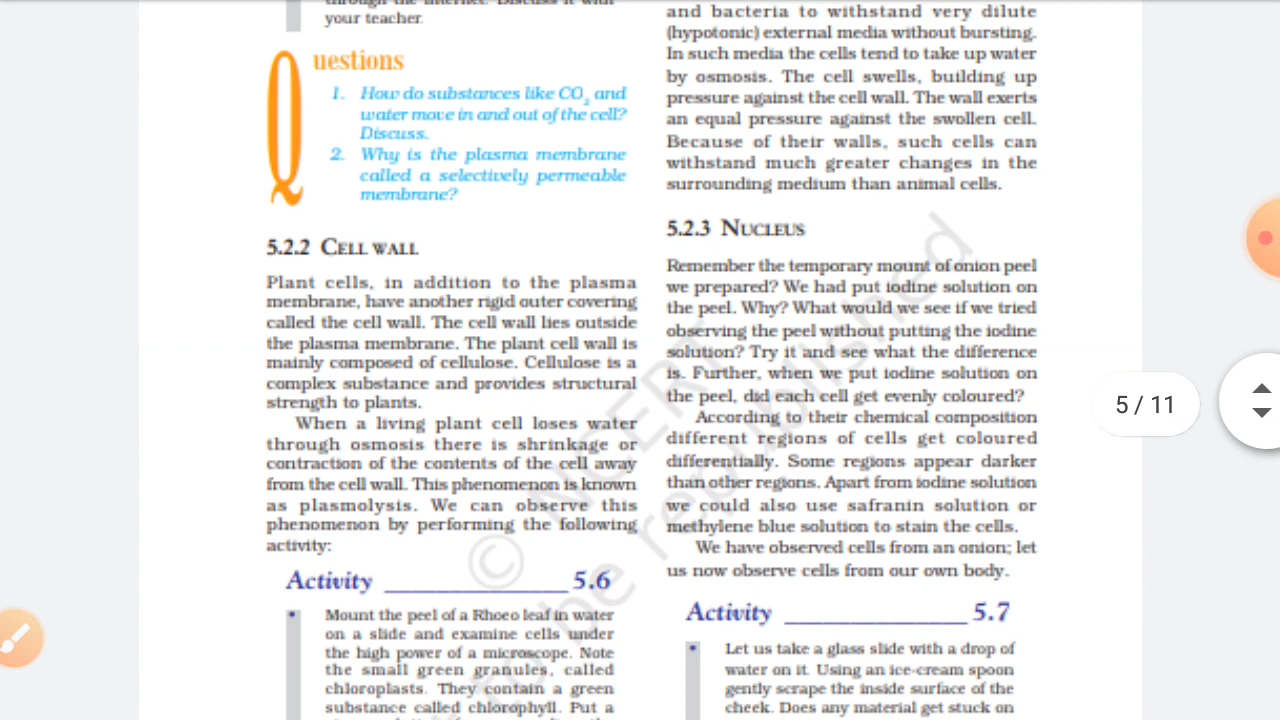 your teacher.
Questions
1. How do substances like CO₂ and
water move in and out of the cell?
Discuss.
2. Why is the plasma membrane
called a selectively permeable
membrane?
5.2.2 CELL WALL
Plant cells, in addition to the plasma
membrane, have another rigid outer covering
called the cell wall. The cell wall lies outside
the plasma membrane. The plant cell wall is
mainly composed of cellulose. Cellulose is a
complex substance and provides structural
strength to plants.
When a living plant cell loses water
through osmosis there is shrinkage or
contraction of the contents of the cell away
from the cell wall. This phenomenon is known
as plasmolysis. We can observe this
phenomenon by performing the following
activity:
Activity ______________ 5.6
• Mount the peel of a Rhoeo leaf in water
on a slide and examine cells under
the high power of a microscope. Note
the small green granules, called
chloroplasts. They contain a green
substance called chlorophyll. Put a
and bacteria to withstand very dilute
(hypotonic) external media without bursting.
In such media the cells tend to take up water
by osmosis. The cell swells, building up
pressure against the cell wall. The wall exerts
an equal pressure against the swollen cell.
Because of their walls, such cells can
withstand much greater changes in the
surrounding medium than animal cells.
5.2.3 NUCLEUS
Remember the temporary mount of onion peel
we prepared? We had put iodine solution on
the peel. Why? What would we see if we tried
observing the peel without putting the iodine
solution? Try it and see what the difference
is. Further, when we put iodine solution on
the peel, did each cell get evenly coloured?
According to their chemical composition
different regions of cells get coloured
differentially. Some regions appear darker
than other regions. Apart from iodine solution
we could also use safranin solution or
methylene blue solution to stain the cells.
We have observed cells from an onion; let
us now observe cells from our own body.
Activity ______________ 5.7
• Let us take a glass slide with a drop of
water on it. Using an ice-cream spoon
gently scrape the inside surface of the
cheek. Does any material get stuck on
© NCERT
to be republished
5 / 11